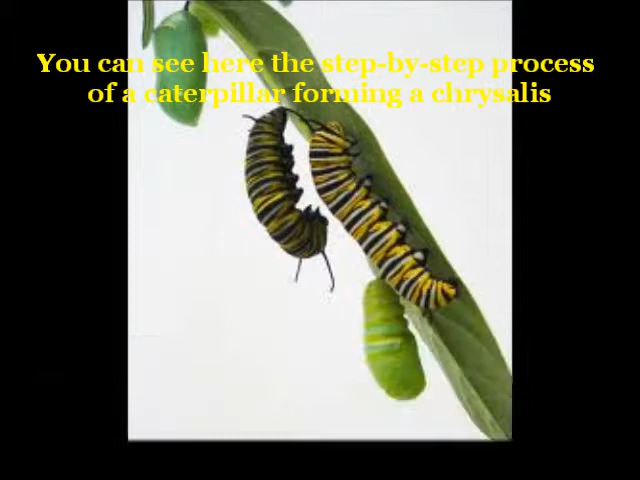 You can see here the step-by-step process
of a caterpillar forming a chrysalis